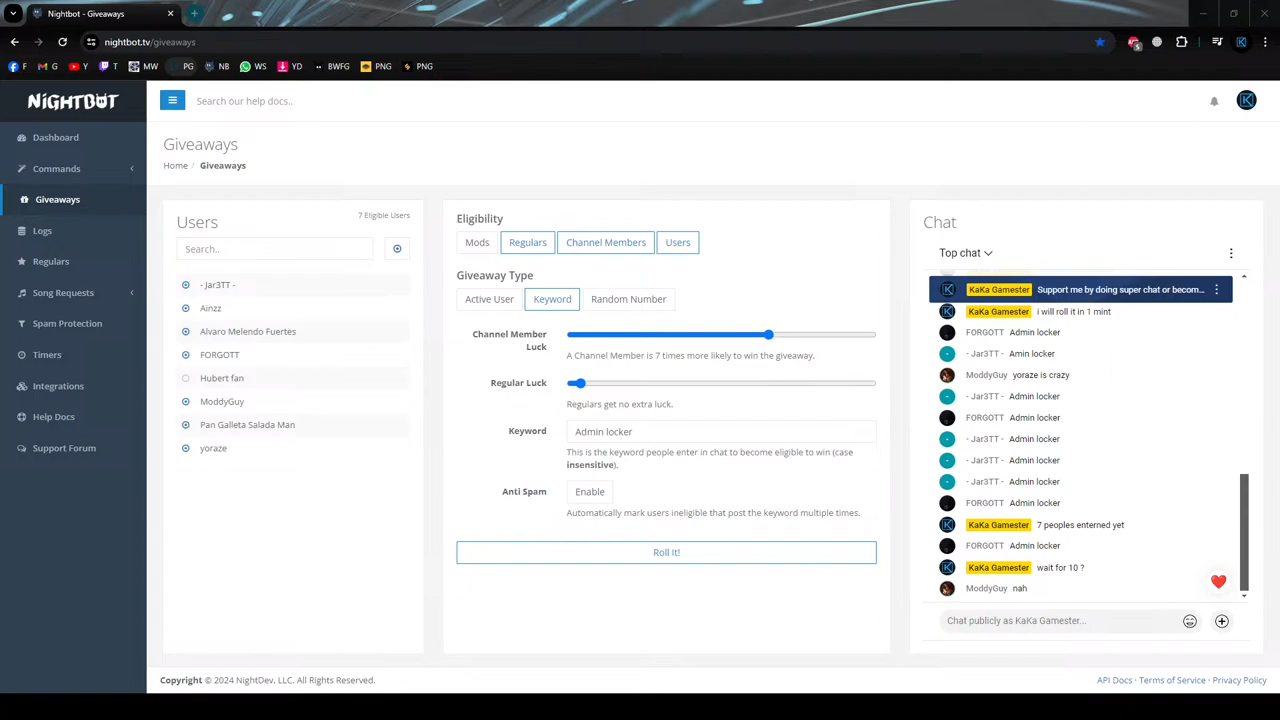 Nightbot - Giveaways
nightbot.tv/giveaways
F
G
Y
T
MW
PG
NB
WS
YD
BWFG
PNG
PNG
NiGHTBOT
Search our help docs..
Dashboard
Commands
Giveaways
Logs
Regulars
Song Requests
Spam Protection
Timers
Integrations
Help Docs
Support Forum
Giveaways
Home / Giveaways
Users
7 Eligible Users
Search..
- Jar3TT -
Ainzz
Alvaro Melendo Fuertes
FORGOTT
Hubert fan
ModdyGuy
Pan Galleta Salada Man
yoraze
Eligibility
Mods
Regulars
Channel Members
Users
Giveaway Type
Active User
Keyword
Random Number
Channel Member
Luck
A Channel Member is 7 times more likely to win the giveaway.
Regular Luck
Regulars get no extra luck.
Keyword
Admin locker
This is the keyword people enter in chat to become eligible to win (case
insensitive).
Anti Spam
Enable
Automatically mark users ineligible that post the keyword multiple times.
Roll It!
Chat
Top chat
KaKa Gamester Support me by doing super chat or becom...
KaKa Gamester i will roll it in 1 mint
FORGOTT Admin locker
- Jar3TT - Amin locker
ModdyGuy yoraze is crazy
- Jar3TT - Admin locker
FORGOTT Admin locker
- Jar3TT - Admin locker
- Jar3TT - Admin locker
- Jar3TT - Admin locker
FORGOTT Admin locker
KaKa Gamester 7 peoples enterned yet
FORGOTT Admin locker
KaKa Gamester wait for 10 ?
ModdyGuy nah
Chat publicly as KaKa Gamester...
Copyright © 2024 NightDev, LLC. All Rights Reserved.
API Docs · Terms of Service · Privacy Policy